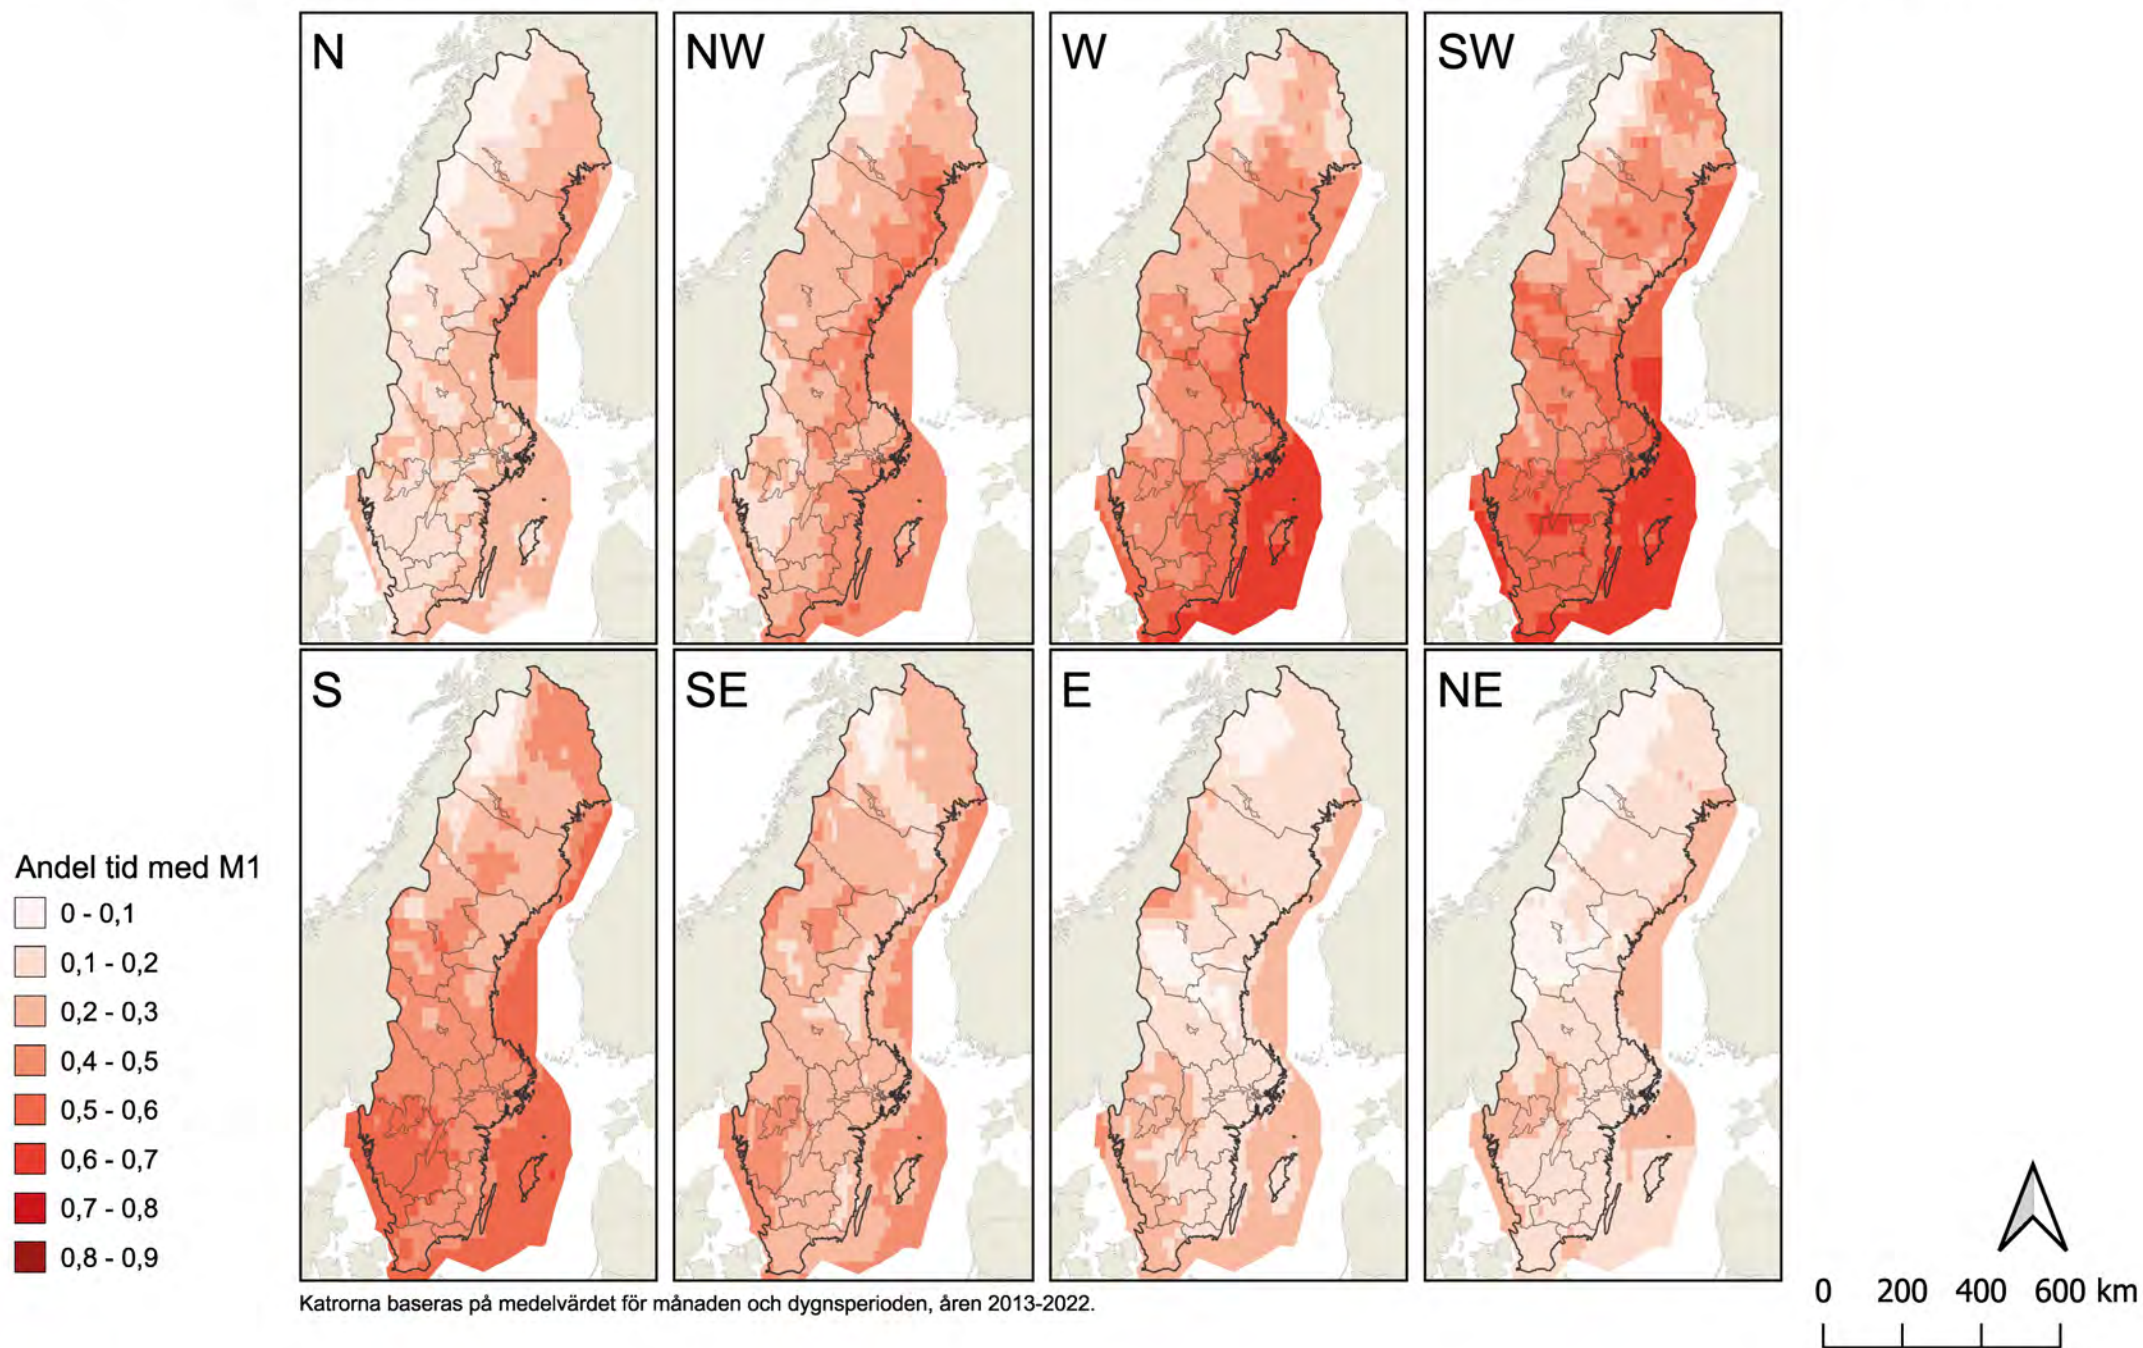 N
NW
W
SW
S
SE
E
NE
Andel tid med M1
0 - 0,1
0,1 - 0,2
0,2 - 0,3
0,4 - 0,5
0,5 - 0,6
0,6 - 0,7
0,7 - 0,8
0,8 - 0,9
Katrorna baseras på medelvärdet för månaden och dygnsperioden, åren 2013-2022.
0 200 400 600 km